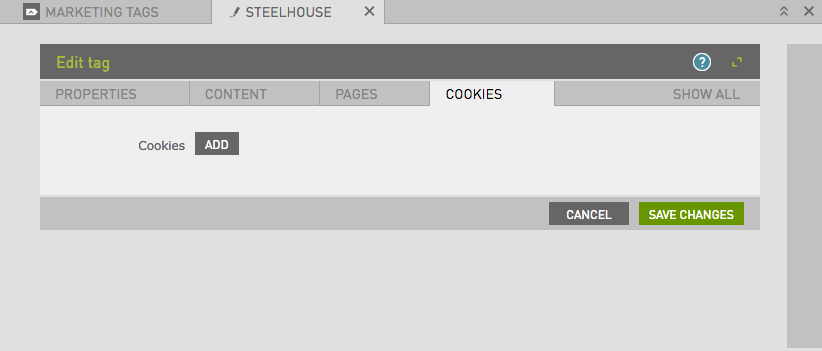 MARKETING TAGS STEELHOUSE
Edit tag ?
PROPERTIES CONTENT PAGES COOKIES SHOW ALL
Cookies ADD
CANCEL SAVE CHANGES